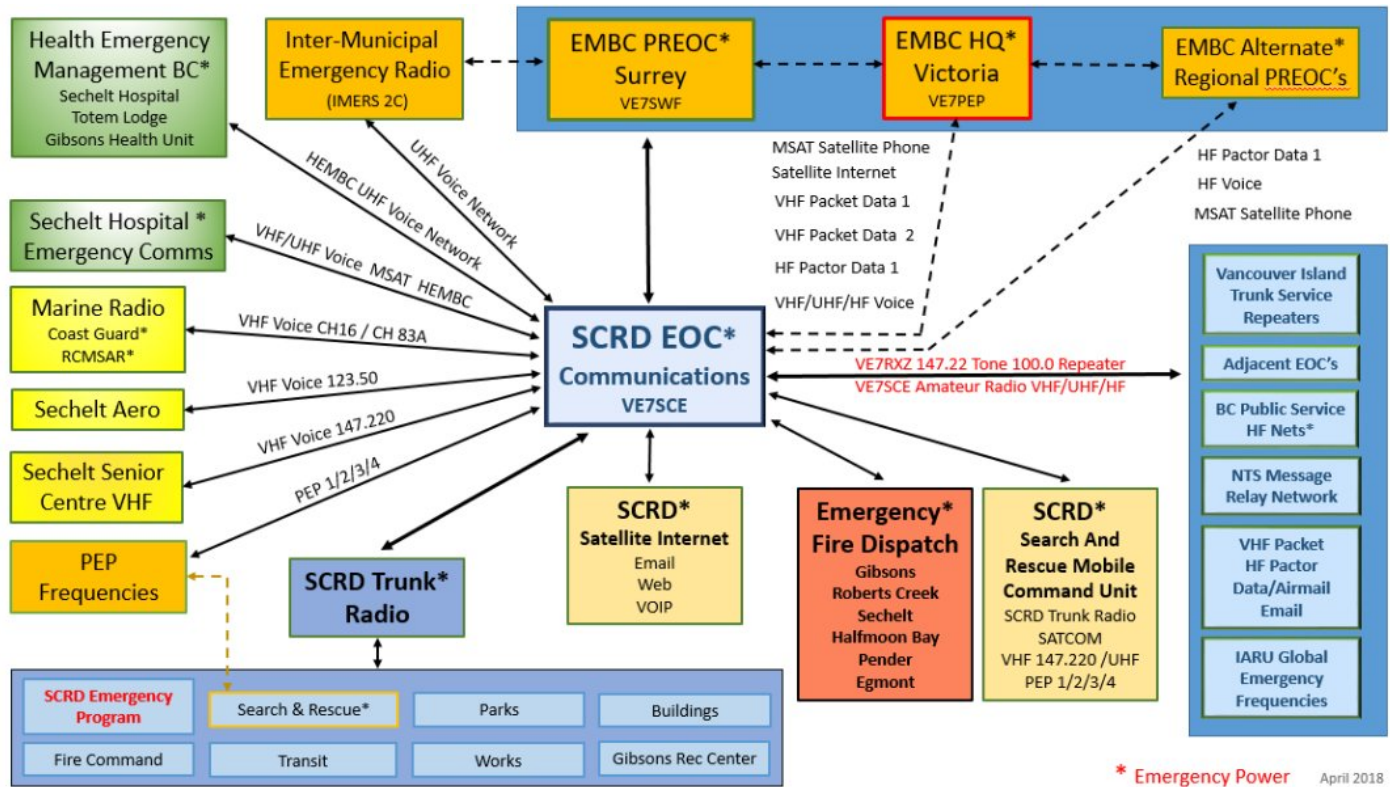 Health Emergency
Management BC*
Sechelt Hospital
Totem Lodge
Gibsons Health Unit
Inter-Municipal
Emergency Radio
(IMERS 2C)
EMBC PREOC*
Surrey
VE7SWF
EMBC HQ*
Victoria
VE7PEP
EMBC Alternate*
Regional PREOC's
MSAT Satellite Phone
Satellite Internet
VHF Packet Data 1
VHF Packet Data 2
HF Pactor Data 1
VHF/UHF/HF Voice
HF Pactor Data 1
HF Voice
MSAT Satellite Phone
UHF Voice Network
HEMBC UHF Voice Network
Sechelt Hospital *
Emergency Comms
VHF/UHF Voice MSAT HEMBC
Marine Radio
Coast Guard*
RCMSAR*
VHF Voice CH16 / CH 83A
Sechelt Aero
VHF Voice 123.50
Sechelt Senior
Centre VHF
VHF Voice 147.220
PEP
Frequencies
PEP 1/2/3/4
SCRD EOC*
Communications
VE7SCE
VE7RXZ 147.22 Tone 100.0 Repeater
VE7SCE Amateur Radio VHF/UHF/HF
Vancouver Island
Trunk Service
Repeaters
Adjacent EOC's
BC Public Service
HF Nets*
NTS Message
Relay Network
VHF Packet
HF Pactor
Data/Airmail
Email
IARU Global
Emergency
Frequencies
SCRD Trunk*
Radio
SCRD*
Satellite Internet
Email
Web
VOIP
Emergency*
Fire Dispatch
Gibsons
Roberts Creek
Sechelt
Halfmoon Bay
Pender
Egmont
SCRD*
Search And
Rescue Mobile
Command Unit
SCRD Trunk Radio
SATCOM
VHF 147.220 /UHF
PEP 1/2/3/4
SCRD Emergency
Program
Search & Rescue*
Parks
Buildings
Fire Command
Transit
Works
Gibsons Rec Center
* Emergency Power
April 2018